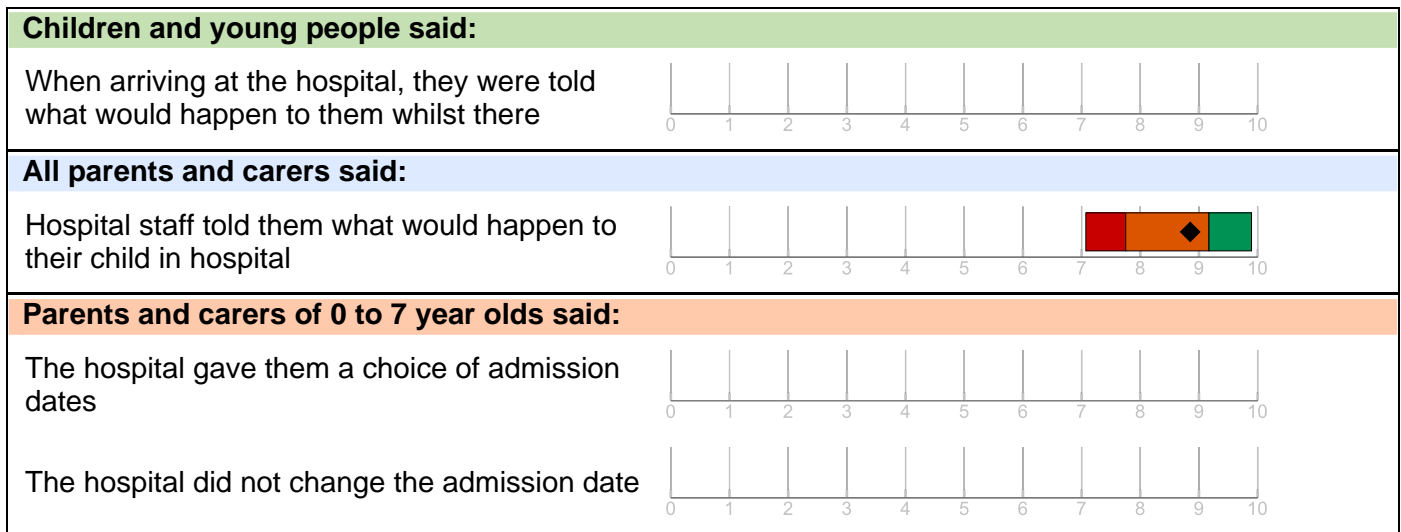 Children and young people said:
When arriving at the hospital, they were told
what would happen to them whilst there
0 1 2 3 4 5 6 7 8 9 10
All parents and carers said:
Hospital staff told them what would happen to
their child in hospital
0 1 2 3 4 5 6 7 8 9 10
Parents and carers of 0 to 7 year olds said:
The hospital gave them a choice of admission
dates
0 1 2 3 4 5 6 7 8 9 10
The hospital did not change the admission date
0 1 2 3 4 5 6 7 8 9 10